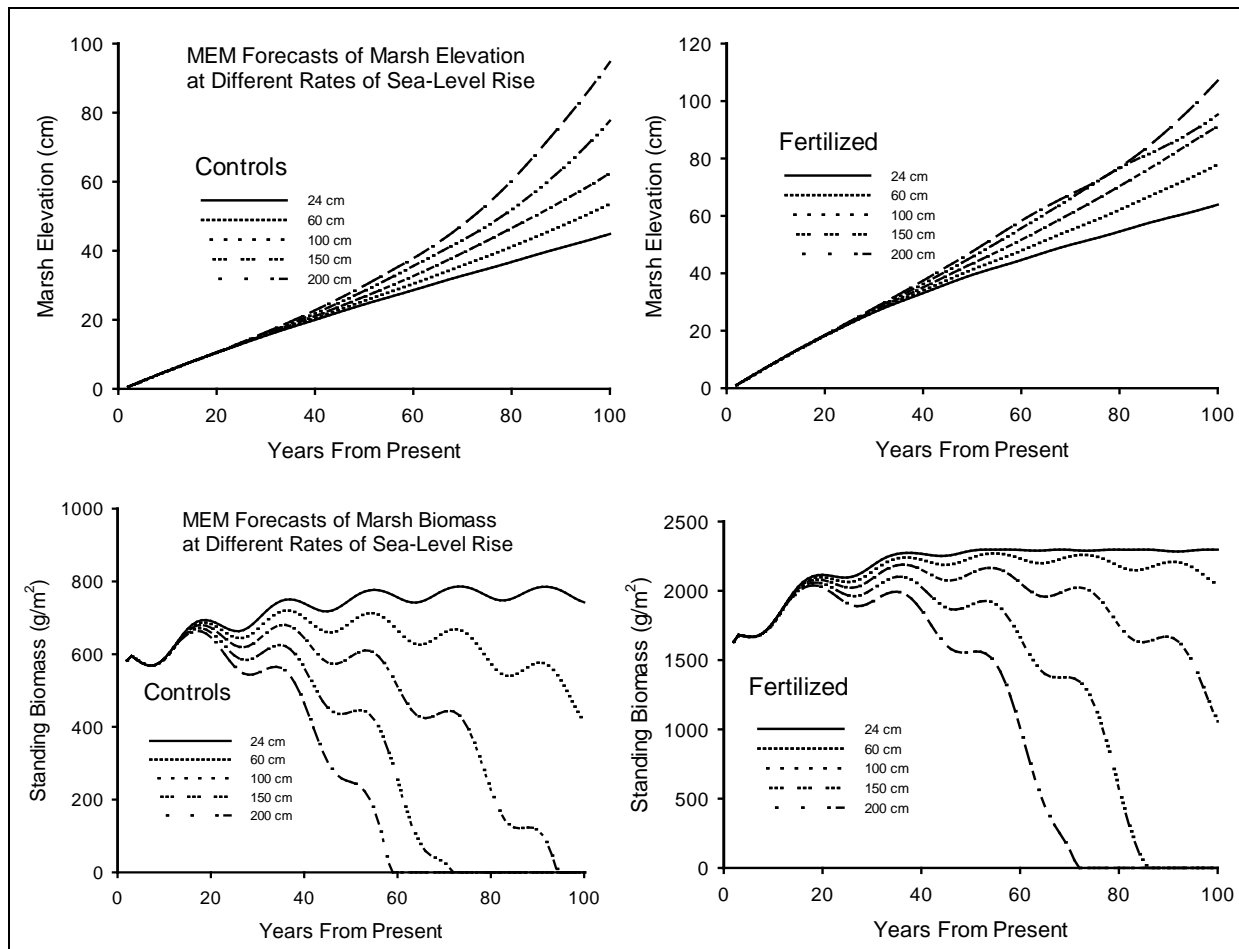 MEM Forecasts of Marsh Elevation
at Different Rates of Sea-Level Rise
Marsh Elevation (cm)
100
80
60
40
20
0
Controls
24 cm
60 cm
100 cm
150 cm
200 cm
0 20 40 60 80 100
Years From Present
Marsh Elevation (cm)
120
100
80
60
40
20
0
Fertilized
24 cm
60 cm
100 cm
150 cm
200 cm
0 20 40 60 80 100
Years From Present
MEM Forecasts of Marsh Biomass
at Different Rates of Sea-Level Rise
Standing Biomass (g/m²)
1000
800
600
400
200
0
Controls
24 cm
60 cm
100 cm
150 cm
200 cm
0 20 40 60 80 100
Years From Present
Standing Biomass (g/m²)
2500
2000
1500
1000
500
0
Fertilized
24 cm
60 cm
100 cm
150 cm
200 cm
0 20 40 60 80 100
Years From Present